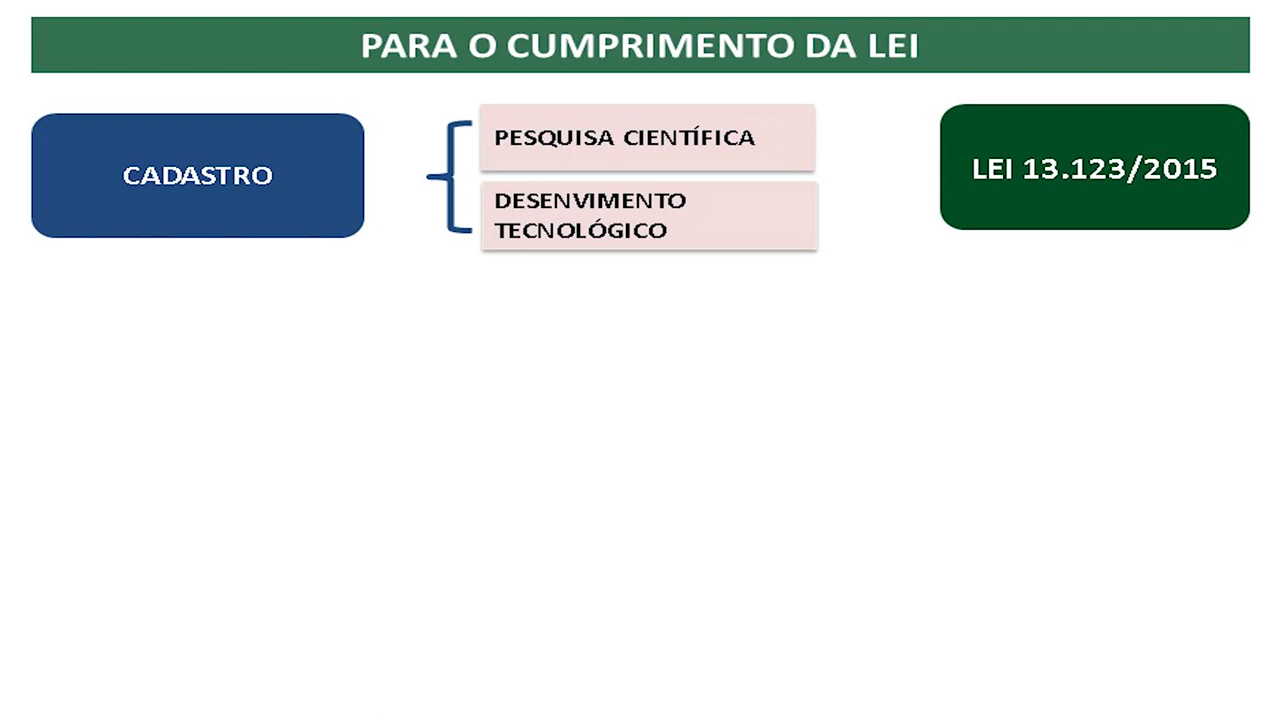 PARA O CUMPRIMENTO DA LEI
CADASTRO
PESQUISA CIENTÍFICA
DESENVIMENTO
TECNOLÓGICO
LEI 13.123/2015